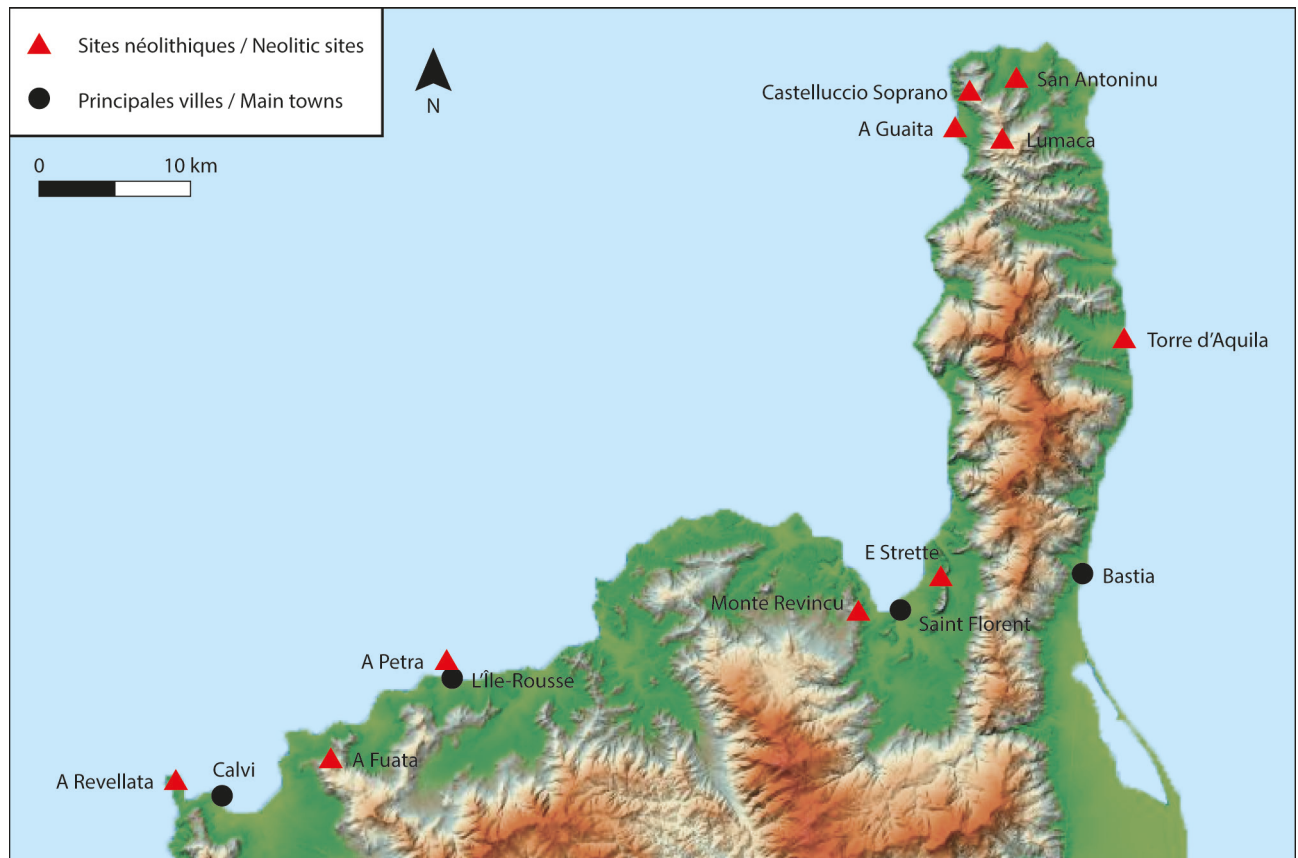 Sites néolithiques / Neolitic sites
Principales villes / Main towns
N
0 10 km
San Antoninu
Castelluccio Soprano
A Guaita
Lumaca
Torre d'Aquila
E Strette
Bastia
Monte Revincu
Saint Florent
A Petra
L'Île-Rousse
A Fuata
Calvi
A Revellata